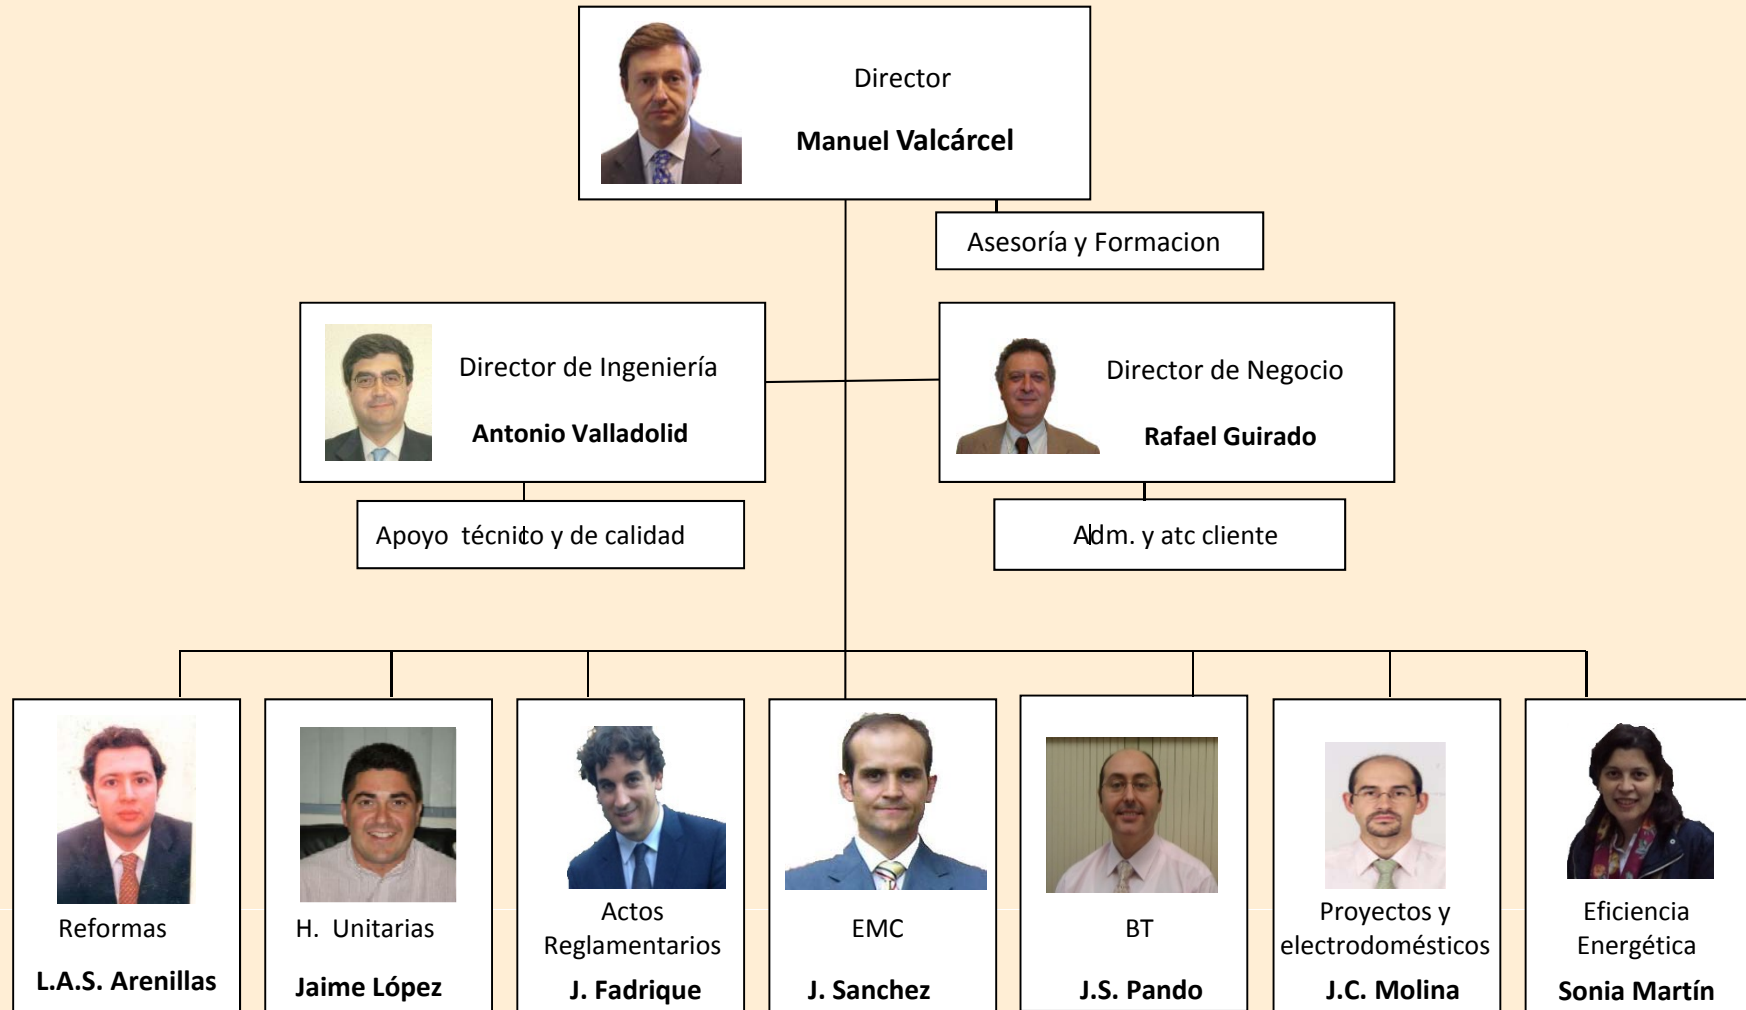 Director
Manuel Valcárcel
Asesoría y Formacion
Director de Ingeniería
Antonio Valladolid
Director de Negocio
Rafael Guirado
Apoyo técnico y de calidad
Adm. y atc cliente
Reformas
L.A.S. Arenillas
H. Unitarias
Jaime López
Actos
Reglamentarios
J. Fadrique
EMC
J. Sanchez
BT
J.S. Pando
Proyectos y
electrodomésticos
J.C. Molina
Eficiencia
Energética
Sonia Martín